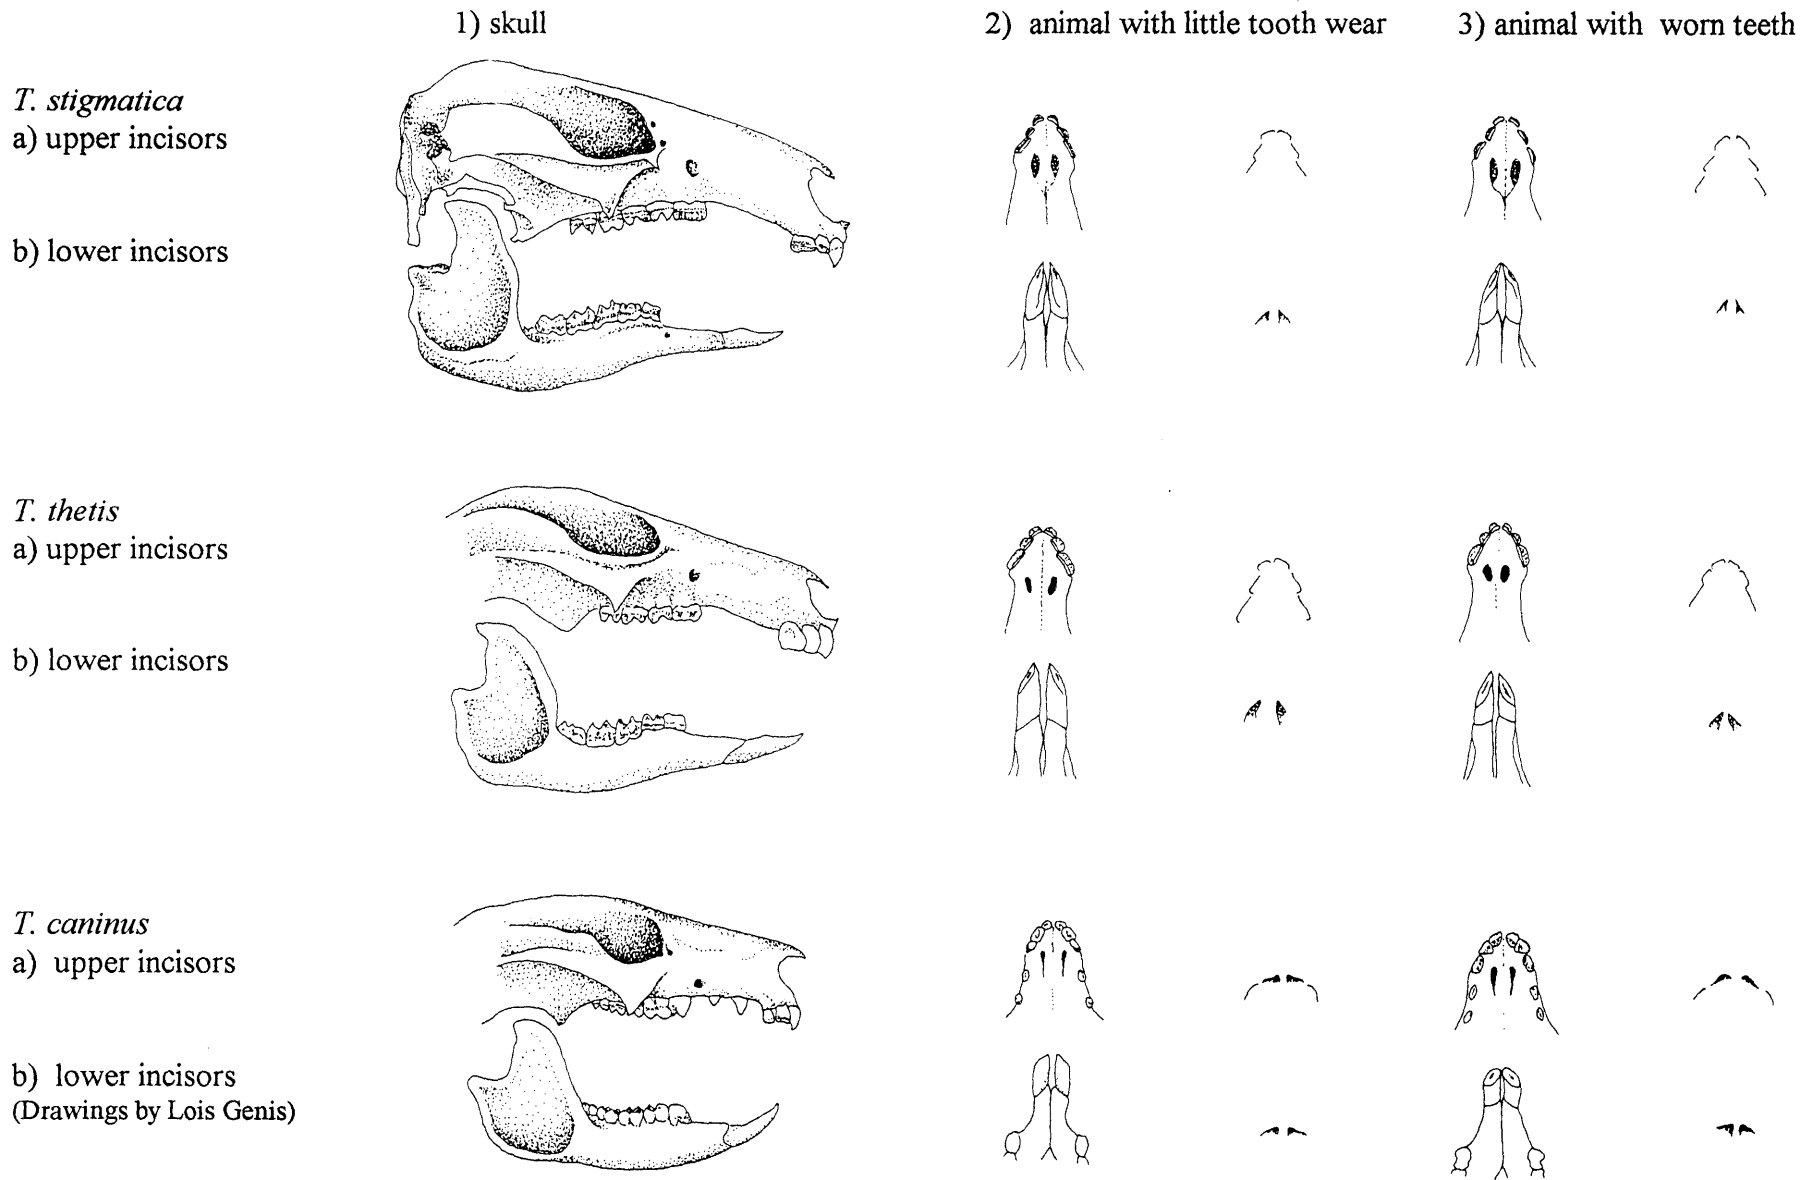 1) skull
2) animal with little tooth wear
3) animal with worn teeth
T. stigmatica
a) upper incisors
b) lower incisors
T. thetis
a) upper incisors
b) lower incisors
T. caninus
a) upper incisors
b) lower incisors
(Drawings by Lois Genis)